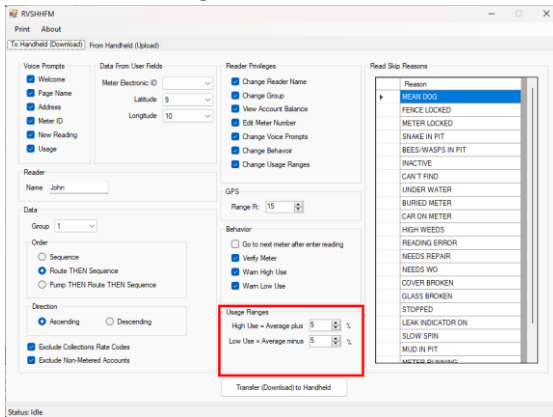 RVSHHFM
Print About
To Handheld (Download) From Handheld (Upload)
Voice Prompts
Welcome
Page Name
Address
Meter ID
New Reading
Usage
Data From User Fields
Meter Electronic ID
Latitude 9
Longtitude 10
Reader
Name John
Data
Group 1
Order
Sequence
Route THEN Sequence
Pump THEN Route THEN Sequence
Direction
Ascending Descending
Exclude Collections Rate Codes
Exclude Non-Metered Accounts
Reader Privileges
Change Reader Name
Change Group
View Account Balance
Edit Meter Number
Change Voice Prompts
Change Behavoir
Change Usage Ranges
GPS
Range Ft: 15
Behavior
Go to next meter after enter reading
Verify Meter
Warn High Use
Warn Low Use
Usage Ranges
High Use = Average plus 5 %
Low Use = Average minus 5 %
Transfer (Download) to Handheld
Read Skip Reasons
Reason
MEAN DOG
FENCE LOCKED
METER LOCKED
SNAKE IN PIT
BEES/WASPS IN PIT
INACTIVE
CAN'T FIND
UNDER WATER
BURIED METER
CAR ON METER
HIGH WEEDS
READING ERROR
NEEDS REPAIR
NEEDS WO
COVER BROKEN
GLASS BROKEN
STOPPED
LEAK INDICATOR ON
SLOW SPIN
MUD IN PIT
METER RUNNING
Status: Idle